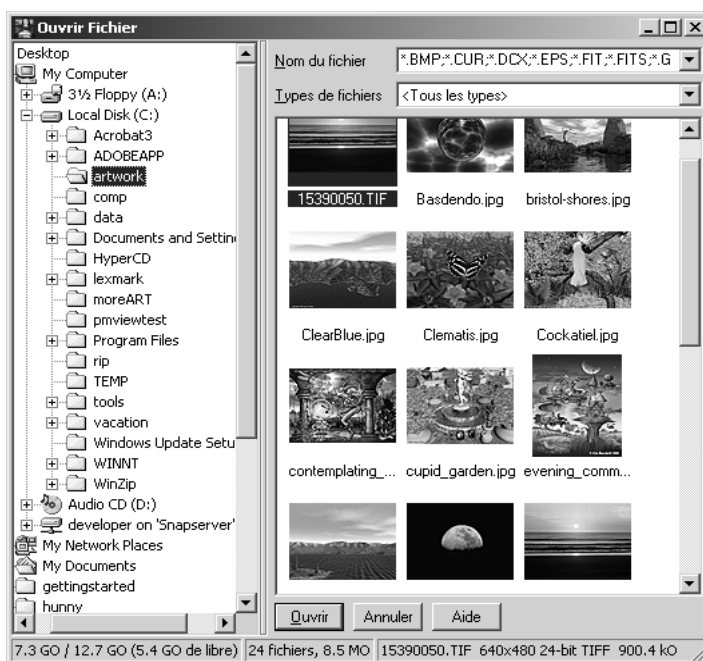 Ouvrir Fichier
Desktop
My Computer
3½ Floppy (A:)
Local Disk (C:)
Acrobat3
ADOBEAPP
artwork
comp
data
Documents and Settin
HyperCD
lexmark
moreART
pmviewtest
Program Files
rip
TEMP
tools
vacation
Windows Update Setu
WINNT
WinZip
Audio CD (D:)
developer on 'Snapserver'
My Network Places
My Documents
gettingstarted
hunny
Nom du fichier
*.BMP;*.CUR;*.DCX;*.EPS;*.FIT;*.FITS;*.G
Types de fichiers
<Tous les types>
15390050.TIF
Basdendo.jpg
bristol-shores.jpg
ClearBlue.jpg
Clematis.jpg
Cockatiel.jpg
contemplating_...
cupid_garden.jpg
evening_comm...
Ouvrir
Annuler
Aide
7.3 GO / 12.7 GO (5.4 GO de libre)
24 fichiers, 8.5 MO
15390050.TIF 640x480 24-bit TIFF 900.4 kO